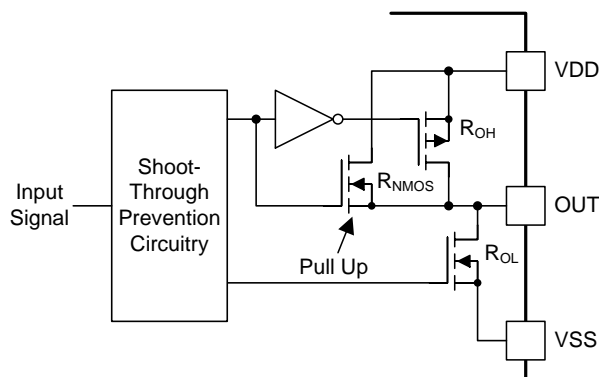 VDD
R_OH
Shoot-
Through
Prevention
Circuitry
Input
Signal
R_NMOS
OUT
Pull Up
R_OL
VSS